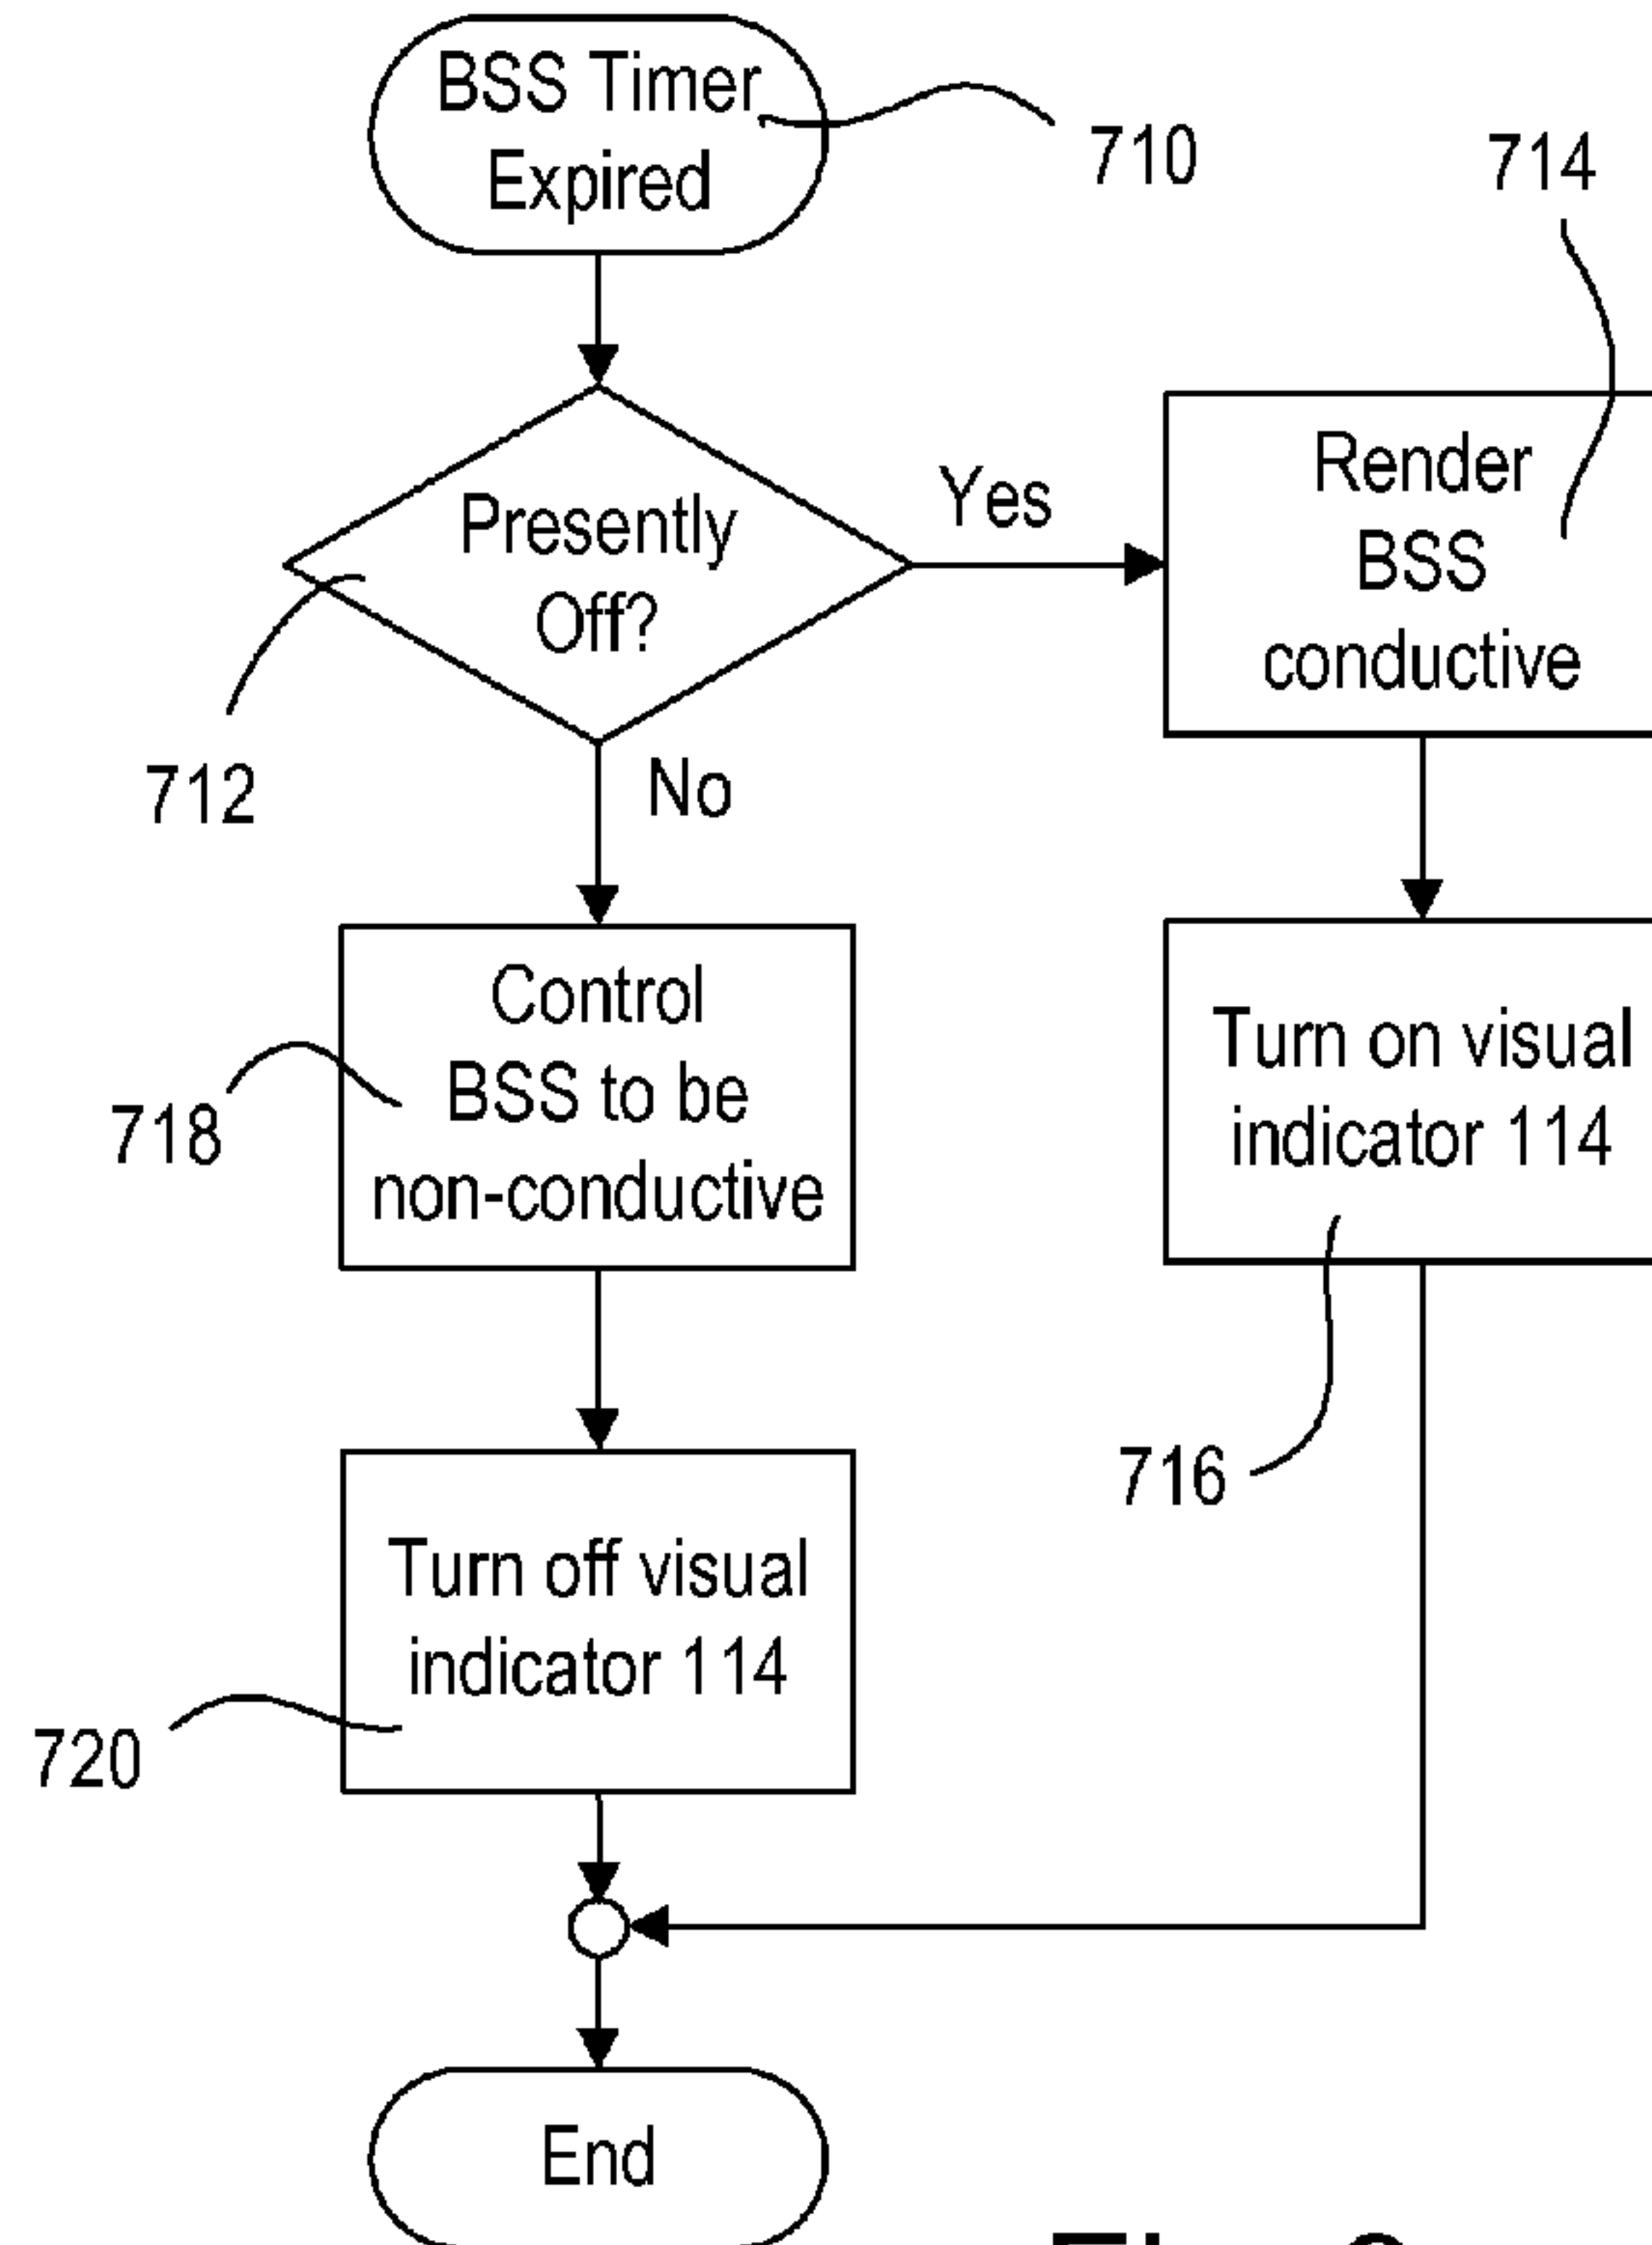 BSS Timer
Expired
710
714
Presently
Off?
Yes
712
No
Render
BSS
conductive
Control
BSS to be
non-conductive
718
Turn on visual
indicator 114
716
Turn off visual
indicator 114
720
End